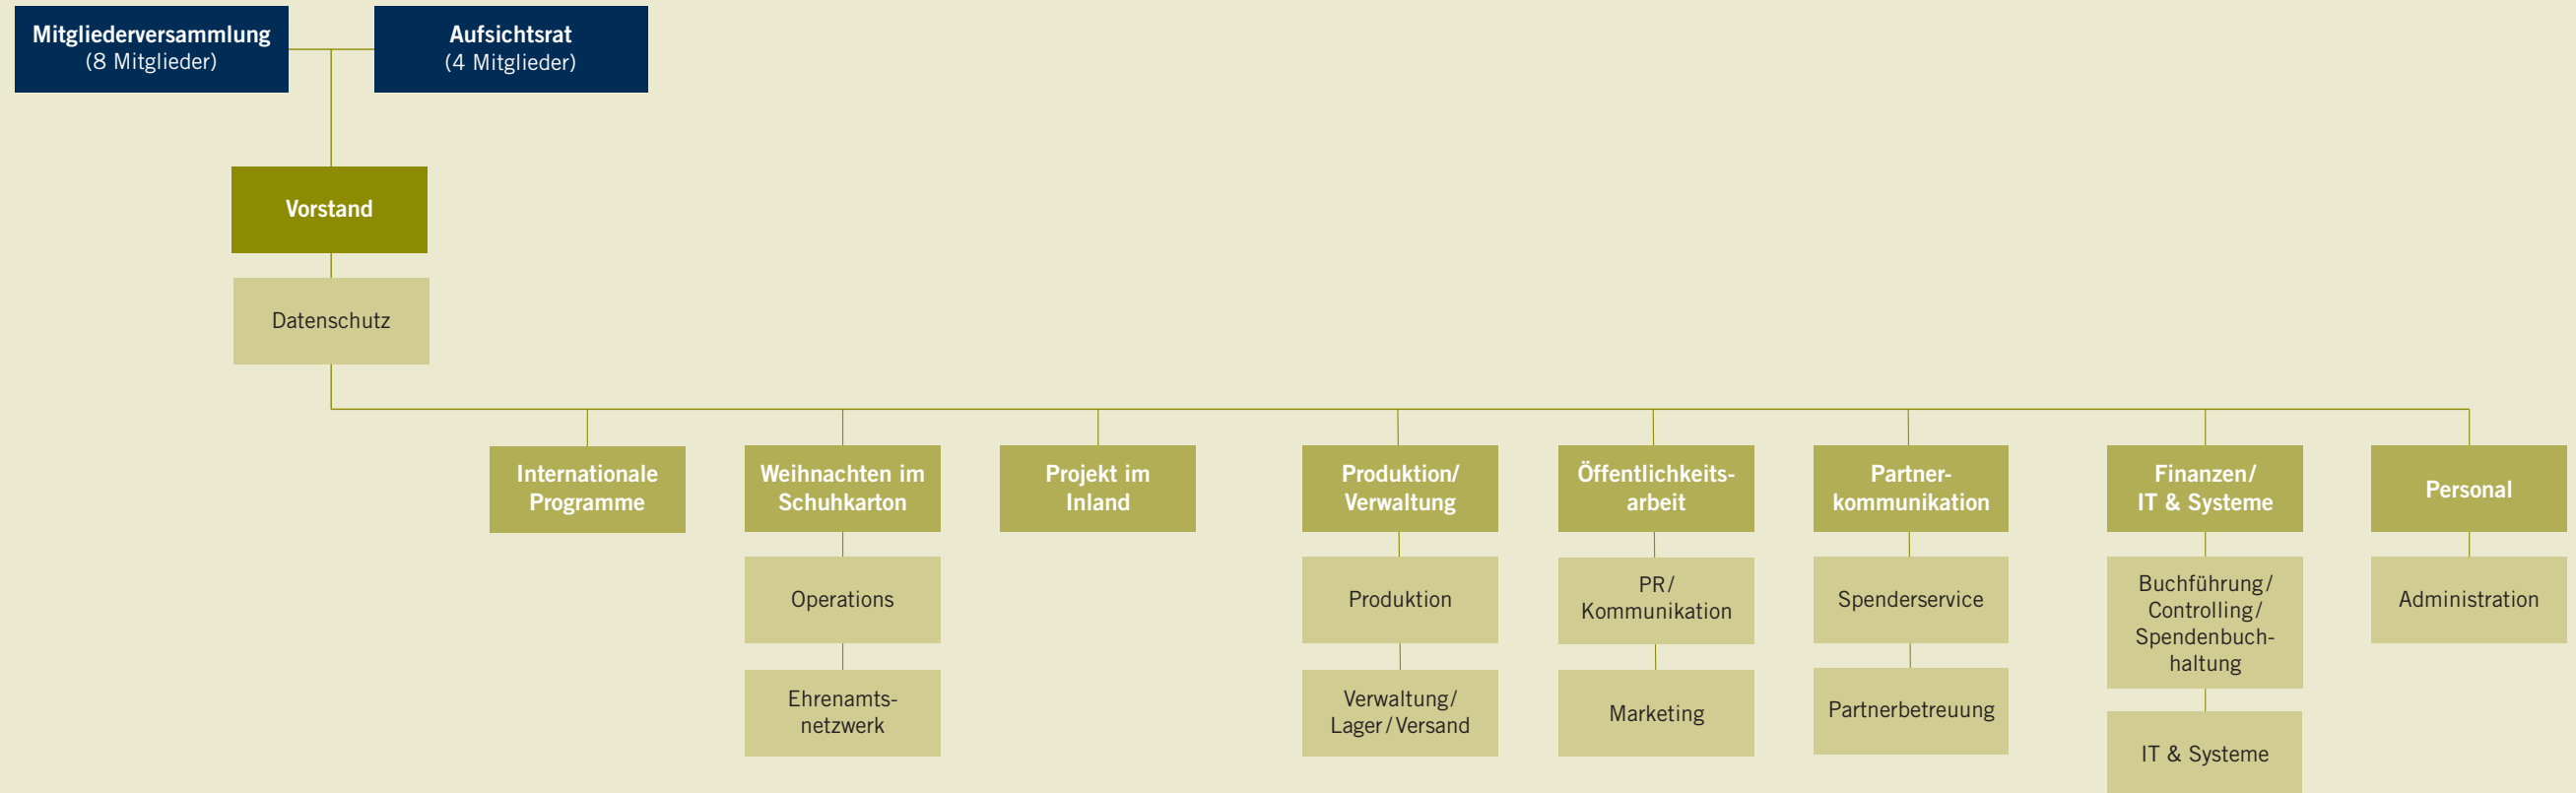 Mitgliederversammlung
(8 Mitglieder)
Aufsichtsrat
(4 Mitglieder)
Vorstand
Datenschutz
Internationale
Programme
Weihnachten im
Schuhkarton
Operations
Ehrenamts-
netzwerk
Projekt im
Inland
Produktion/
Verwaltung
Produktion
Verwaltung/
Lager/Versand
Öffentlichkeits-
arbeit
PR/
Kommunikation
Marketing
Partner-
kommunikation
Spenderservice
Partnerbetreuung
Finanzen/
IT & Systeme
Buchführung/
Controlling/
Spendenbuch-
haltung
IT & Systeme
Personal
Administration